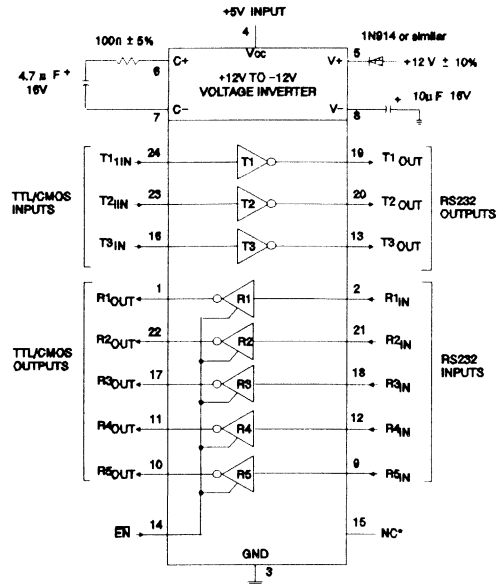 +5V INPUT
4
100n ± 5%
6
C+
VCC
V+
5
1N914 or similar
+12 V ± 10%
+12V TO -12V
VOLTAGE INVERTER
4.7 F +
16V
C-
7
V-
8
+ 10µF 16V
TTL/CMOS
INPUTS
T11IN 24 T1 19 T1OUT
T2IIN 23 T2 20 T2OUT
T3IN 16 T3 13 T3OUT
RS232
OUTPUTS
TTL/CMOS
OUTPUTS
R1OUT 1 R1 2 R1IN
R2OUT 22 R2 21 R2IN
R3OUT 17 R3 18 R3IN
R4OUT 11 R4 12 R4IN
R5OUT 10 R5 9 R5IN
RS232
INPUTS
EN 14
15 NC*
GND
3